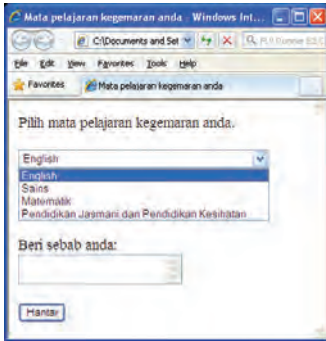 Mata pelajaran kegemaran anda - Windows Int...
C:\Documents and Set
File Edit View Favorites Tools Help
Favorites
Mata pelajaran kegemaran anda
Pilih mata pelajaran kegemaran anda.
English
English
Sains
Matematik
Pendidikan Jasmani dan Pendidikan Kesihatan
Beri sebab anda:
Hantar